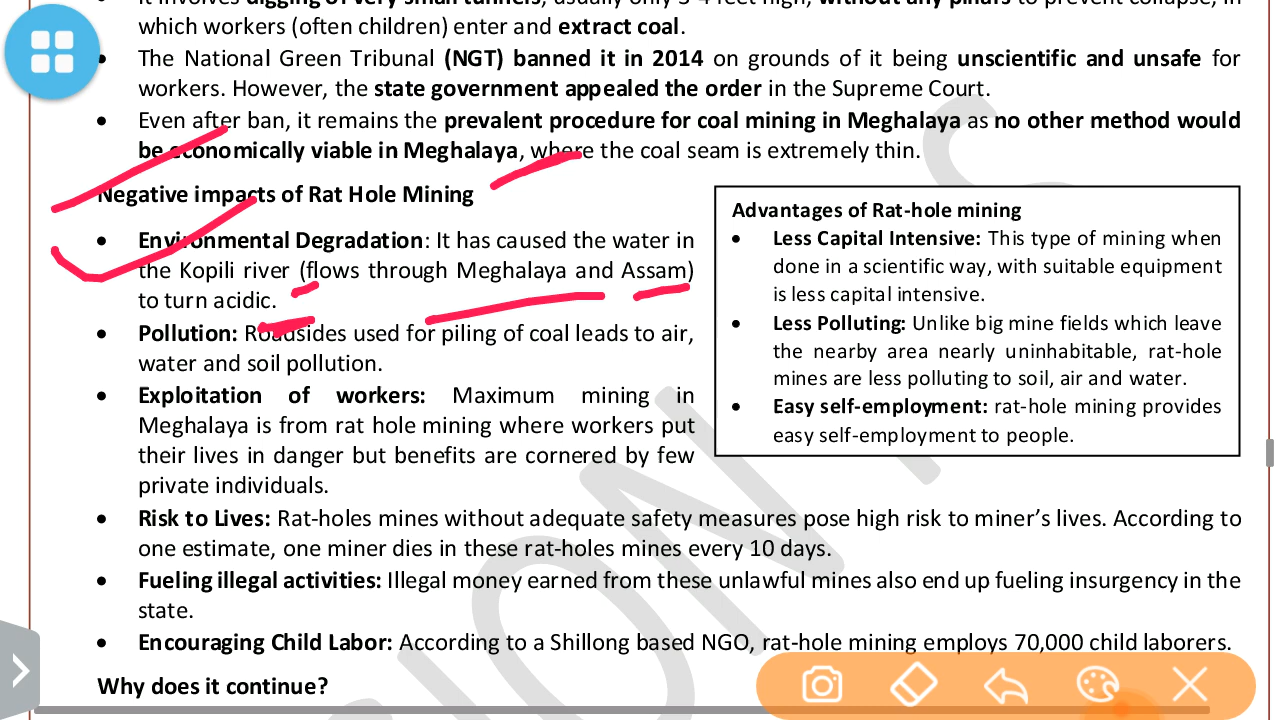 which workers (often children) enter and extract coal.
• The National Green Tribunal (NGT) banned it in 2014 on grounds of it being unscientific and unsafe for
workers. However, the state government appealed the order in the Supreme Court.
• Even after ban, it remains the prevalent procedure for coal mining in Meghalaya as no other method would
be economically viable in Meghalaya, where the coal seam is extremely thin.
Negative impacts of Rat Hole Mining
• Environmental Degradation: It has caused the water in
the Kopili river (flows through Meghalaya and Assam)
to turn acidic.
• Pollution: Roadsides used for piling of coal leads to air,
water and soil pollution.
• Exploitation of workers: Maximum mining in
Meghalaya is from rat hole mining where workers put
their lives in danger but benefits are cornered by few
private individuals.
Advantages of Rat-hole mining
• Less Capital Intensive: This type of mining when
done in a scientific way, with suitable equipment
is less capital intensive.
• Less Polluting: Unlike big mine fields which leave
the nearby area nearly uninhabitable, rat-hole
mines are less polluting to soil, air and water.
• Easy self-employment: rat-hole mining provides
easy self-employment to people.
• Risk to Lives: Rat-holes mines without adequate safety measures pose high risk to miner’s lives. According to
one estimate, one miner dies in these rat-holes mines every 10 days.
• Fueling illegal activities: Illegal money earned from these unlawful mines also end up fueling insurgency in the
state.
• Encouraging Child Labor: According to a Shillong based NGO, rat-hole mining employs 70,000 child laborers.
Why does it continue?